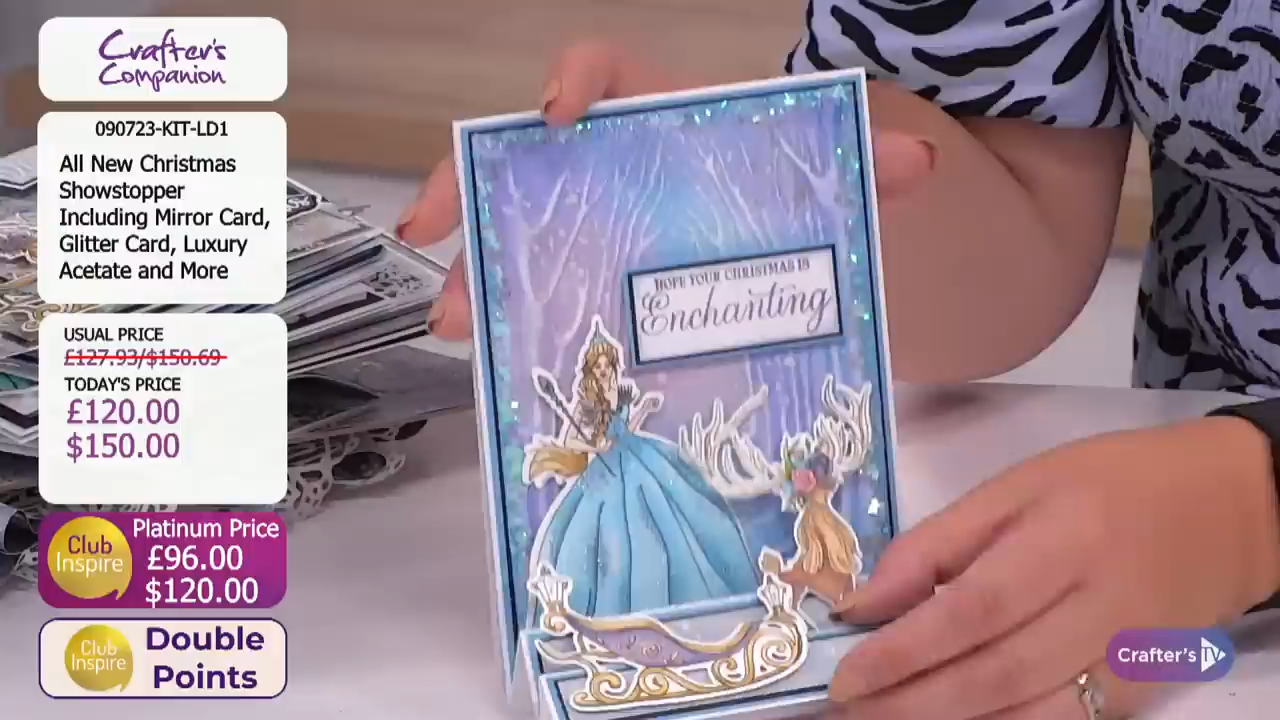 Crafter's
Companion
090723-KIT-LD1
All New Christmas
Showstopper
Including Mirror Card,
Glitter Card, Luxury
Acetate and More
USUAL PRICE
£127.93/$150.69
TODAY'S PRICE
£120.00
$150.00
Club
Inspire
Platinum Price
£96.00
$120.00
Club
Inspire
Double
Points
HOPE YOUR CHRISTMAS IS
Enchanting
Crafter's TV